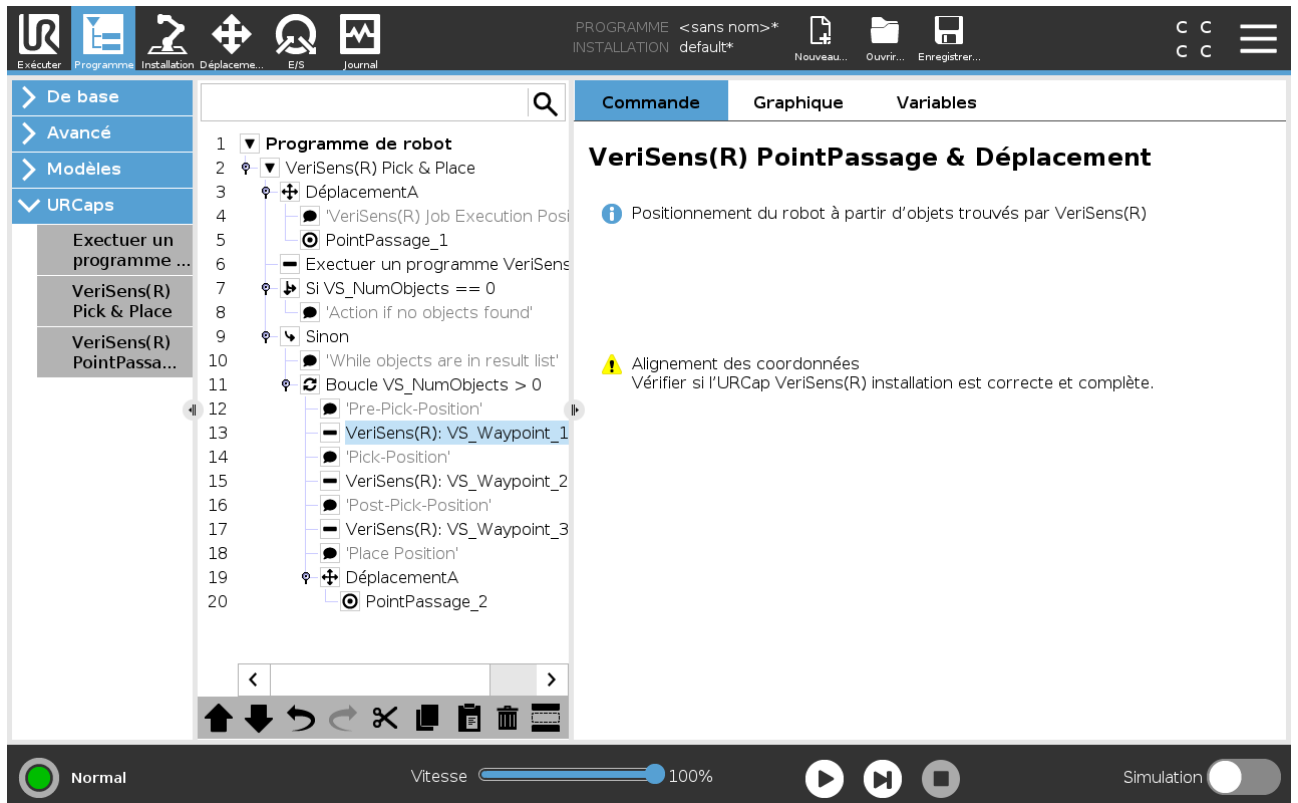 PROGRAMME <sans nom>*
INSTALLATION default*
Exécuter
Programme
Installation
Déplaceme...
E/S
Journal
Nouveau...
Ouvrir...
Enregistrer...
C C
C C
De base
Avancé
Modèles
URCaps
Exectuer un
programme ...
VeriSens(R)
Pick & Place
VeriSens(R)
PointPassa...
1 Programme de robot
2 VeriSens(R) Pick & Place
3 DéplacementA
4 'VeriSens(R) Job Execution Posi
5 PointPassage_1
6 Exectuer un programme VeriSens
7 Si VS_NumObjects == 0
8 'Action if no objects found'
9 Sinon
10 'While objects are in result list'
11 Boucle VS_NumObjects > 0
12 'Pre-Pick-Position'
13 VeriSens(R): VS_Waypoint_1
14 'Pick-Position'
15 VeriSens(R): VS_Waypoint_2
16 'Post-Pick-Position'
17 VeriSens(R): VS_Waypoint_3
18 'Place Position'
19 DéplacementA
20 PointPassage_2
Commande
Graphique
Variables
VeriSens(R) PointPassage & Déplacement
Positionnement du robot à partir d'objets trouvés par VeriSens(R)
Alignement des coordonnées
Vérifier si l'URCap VeriSens(R) installation est correcte et complète.
Normal
Vitesse
100%
Simulation